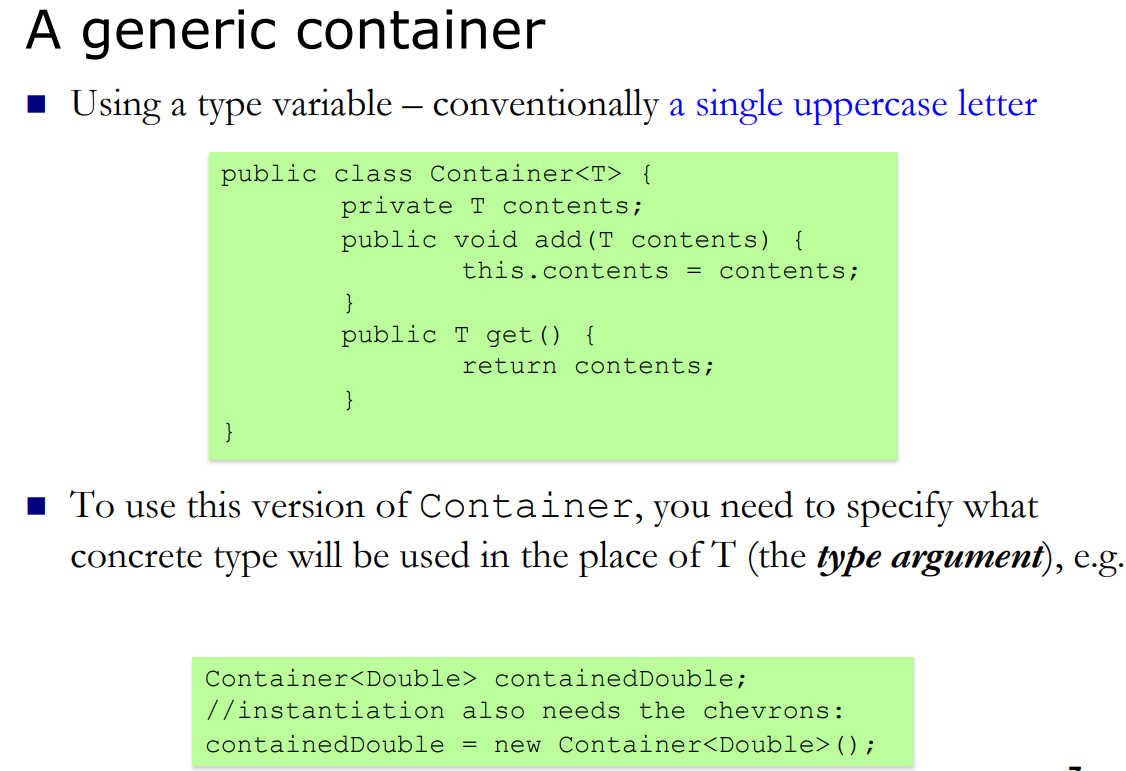 A generic container
Using a type variable – conventionally a single uppercase letter
public class Container<T> {
private T contents;
public void add(T contents) {
this.contents = contents;
}
public T get() {
return contents;
}
}
To use this version of Container, you need to specify what
concrete type will be used in the place of T (the type argument), e.g.
Container<Double> containedDouble;
//instantiation also needs the chevrons:
containedDouble = new Container<Double>();